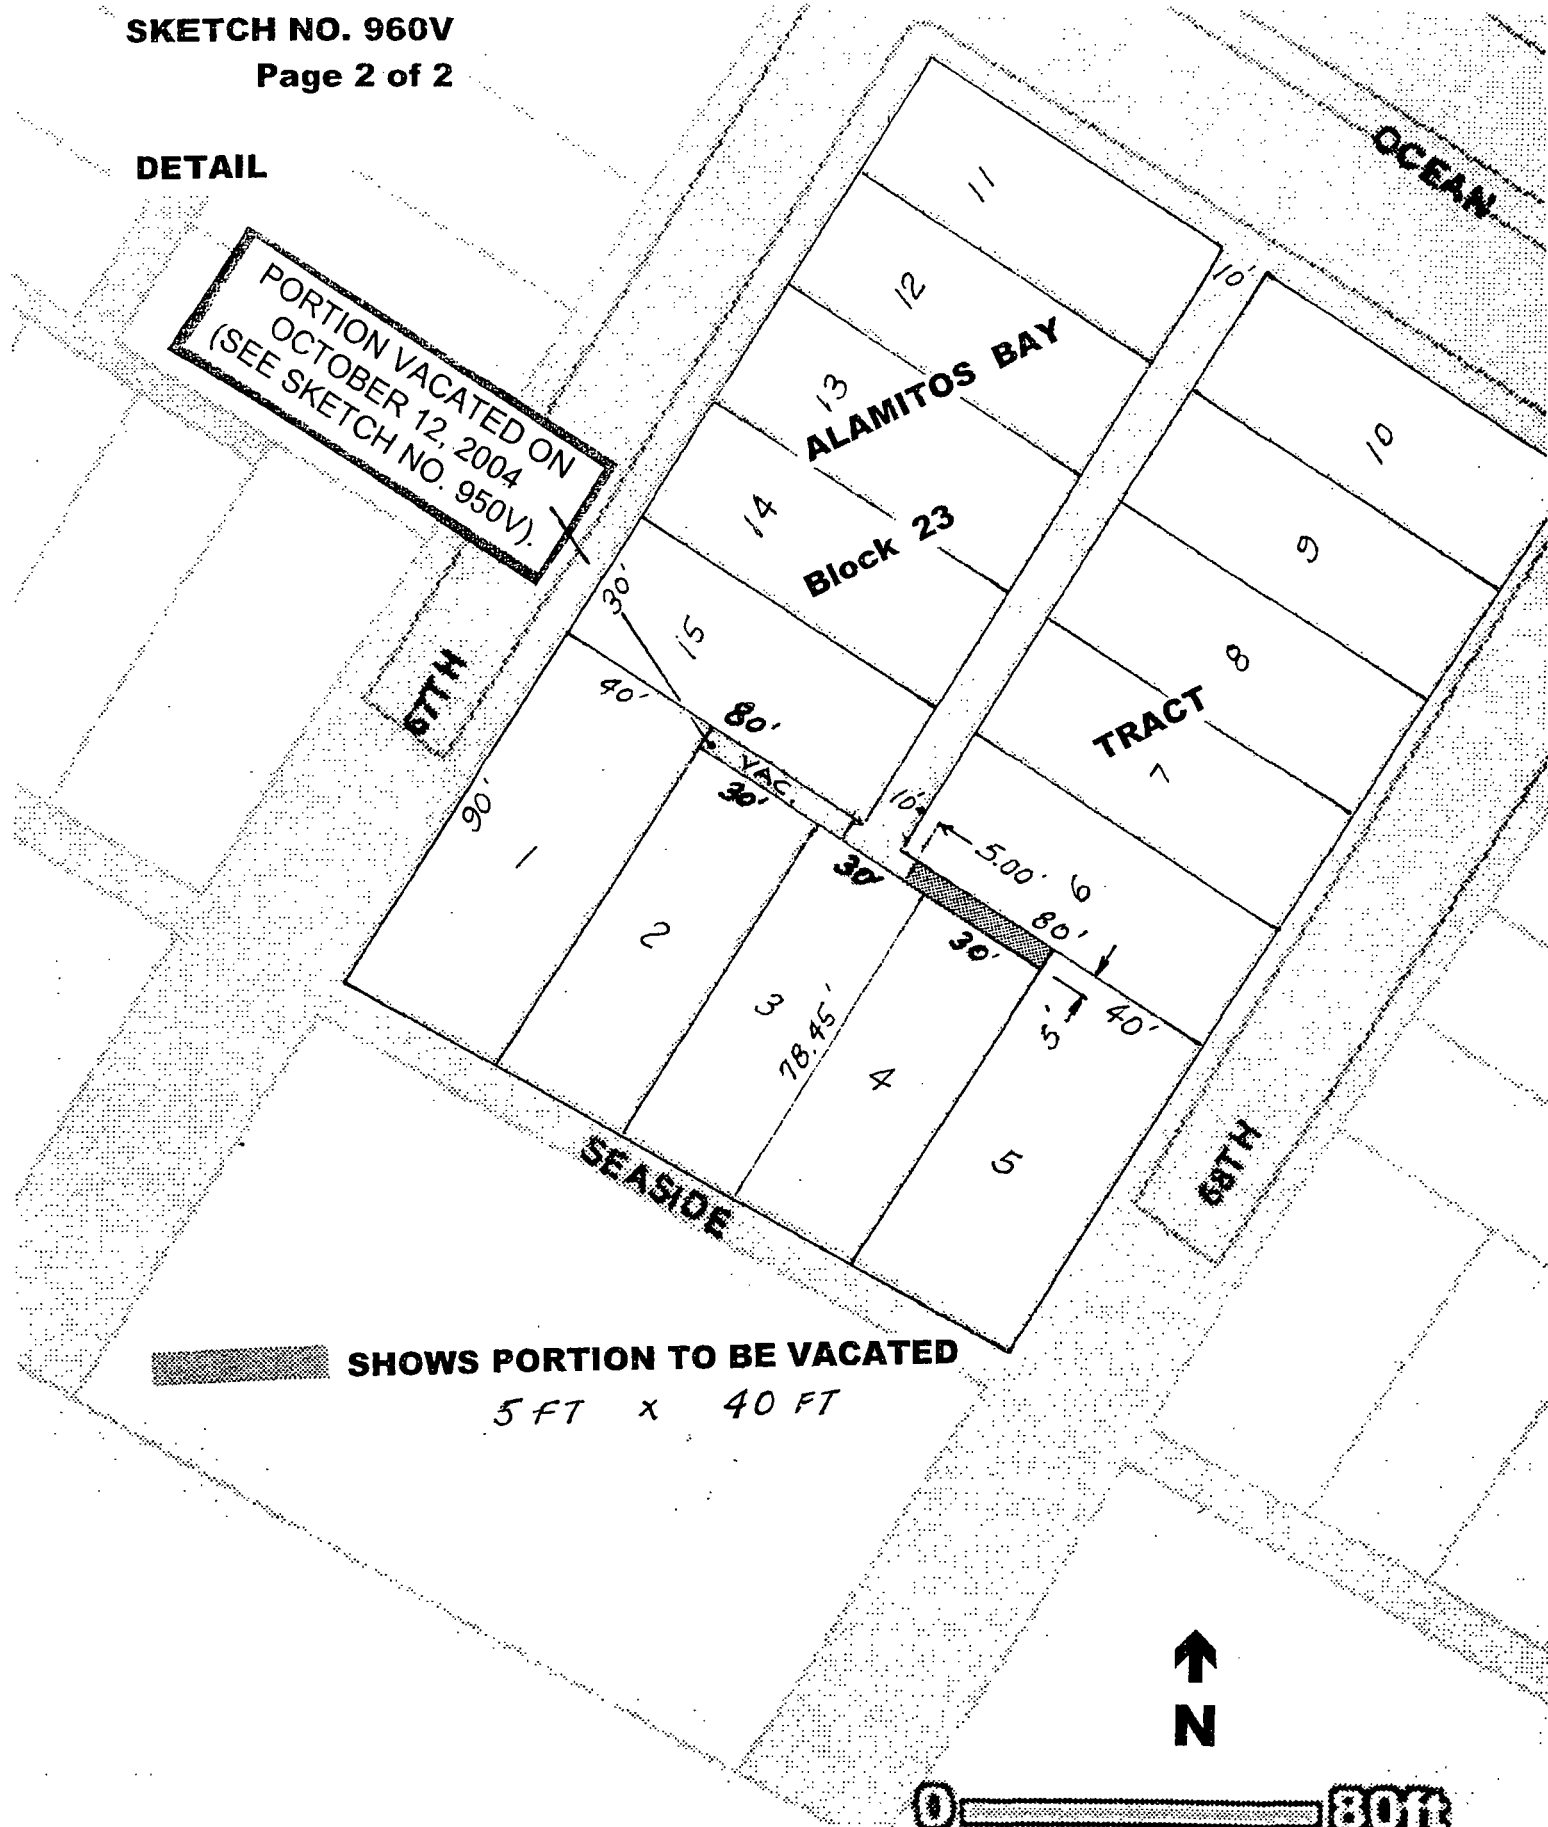 SKETCH NO. 960V
Page 2 of 2
DETAIL
OCEAN
PORTION VACATED ON
OCTOBER 12, 2004
(SEE SKETCH NO. 950V).
11
10'
12
ALAMITOS BAY
13
10
14
Block 23
9
30'
15
8
67TH
40'
80'
TRACT
7
VAC.
30'
10'
90'
1
5.00'
6
30'
80'
2
30'
3
78.45'
5'
40'
4
5
68TH
SEASIDE
SHOWS PORTION TO BE VACATED
5 FT x 40 FT
N
0 80ft